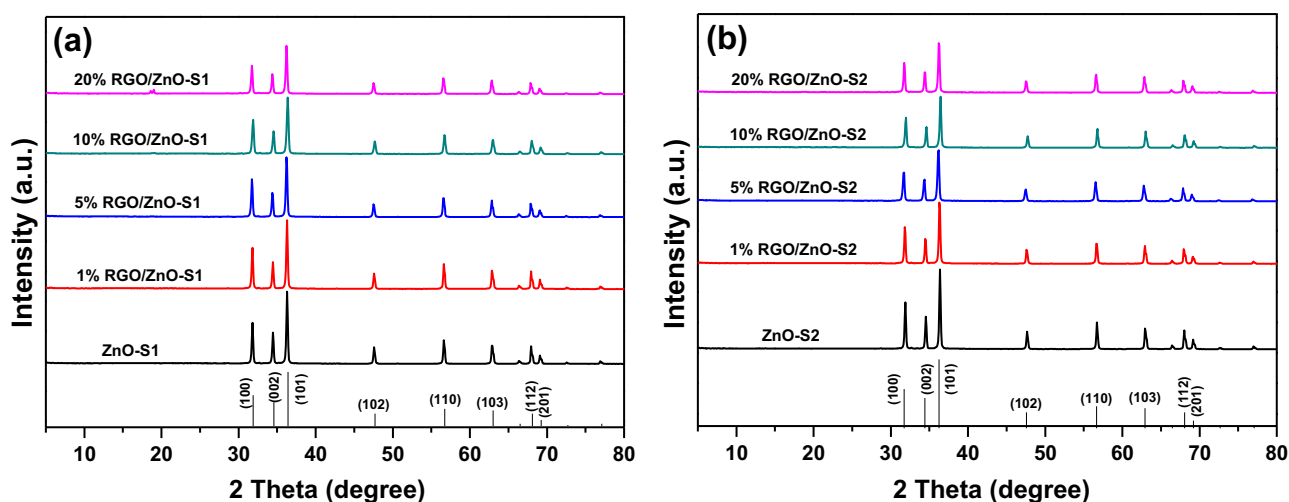 (a)
20% RGO/ZnO-S1
10% RGO/ZnO-S1
5% RGO/ZnO-S1
1% RGO/ZnO-S1
ZnO-S1
(100)
(002)
(101)
(102)
(110)
(103)
(112)
(201)
10 20 30 40 50 60 70 80
2 Theta (degree)
Intensity (a.u.)
(b)
20% RGO/ZnO-S2
10% RGO/ZnO-S2
5% RGO/ZnO-S2
1% RGO/ZnO-S2
ZnO-S2
(100)
(002)
(101)
(102)
(110)
(103)
(112)
(201)
10 20 30 40 50 60 70 80
2 Theta (degree)
Intensity (a.u.)